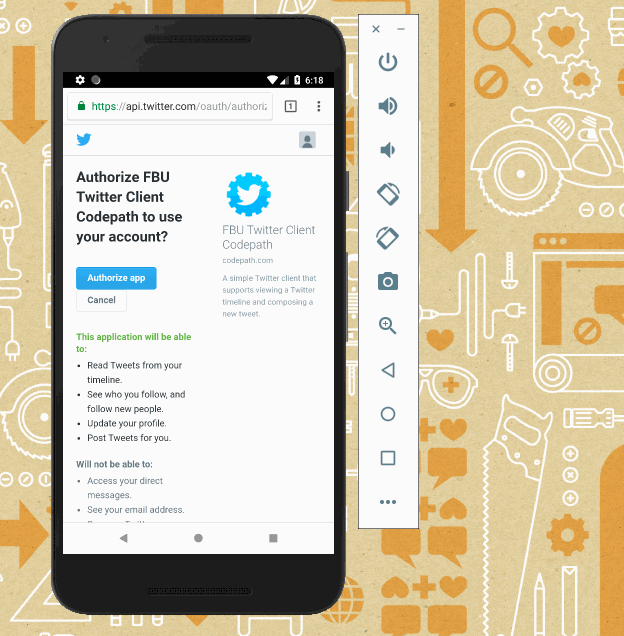 6:18
https://api.twitter.com/oauth/authoriz
1
Authorize FBU
Twitter Client
Codepath to use
your account?
Authorize app
Cancel
FBU Twitter Client
Codepath
codepath.com
A simple Twitter client that
supports viewing a Twitter
timeline and composing a
new tweet.
This application will be able
to:
• Read Tweets from your
timeline.
• See who you follow, and
follow new people.
• Update your profile.
• Post Tweets for you.
Will not be able to:
• Access your direct
messages.
• See your email address.